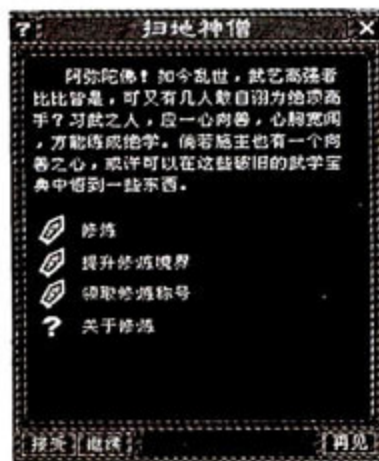 扫地神僧
阿弥陀佛！如今乱世，武艺高强者
比比皆是，可又有几人敢自诩为绝顶高
手？习武之人，应一心向善，心胸宽阔
，方能练成绝学。倘若施主也有一个向
善之心，或许可以在这些破旧的武学宝
典中悟到一些东西。
修炼
提升修炼境界
领取修炼称号
关于修炼
接受 继续 再见